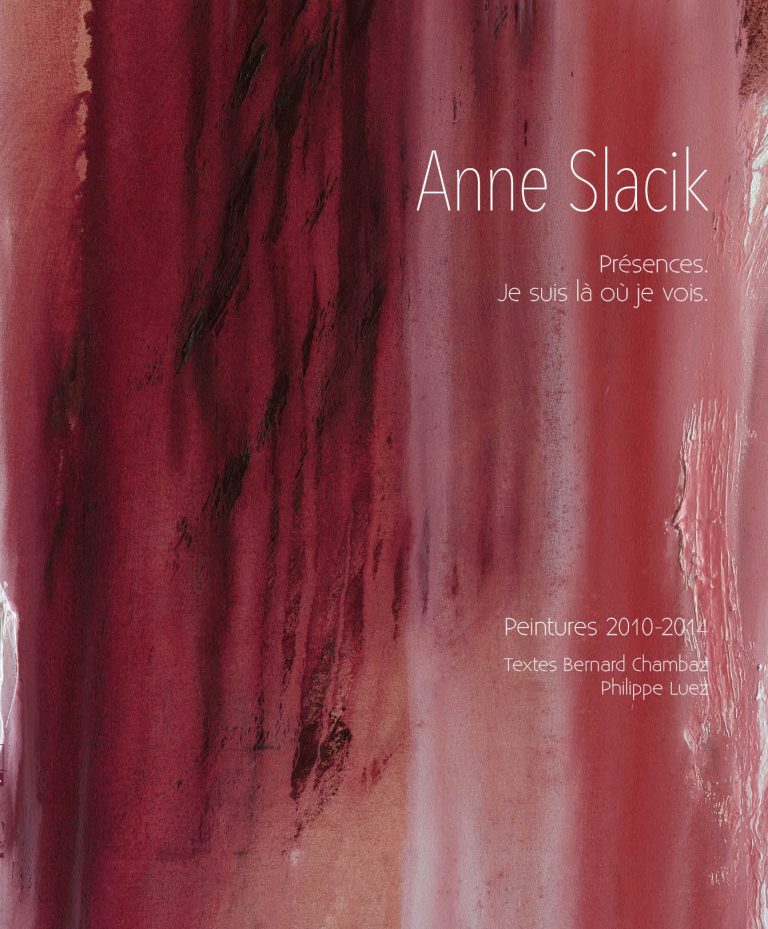 Anne Slacik
Présences.
Je suis là où je vois.
Peintures 2010-2014
Textes Bernard Chambaz
Philippe Luez